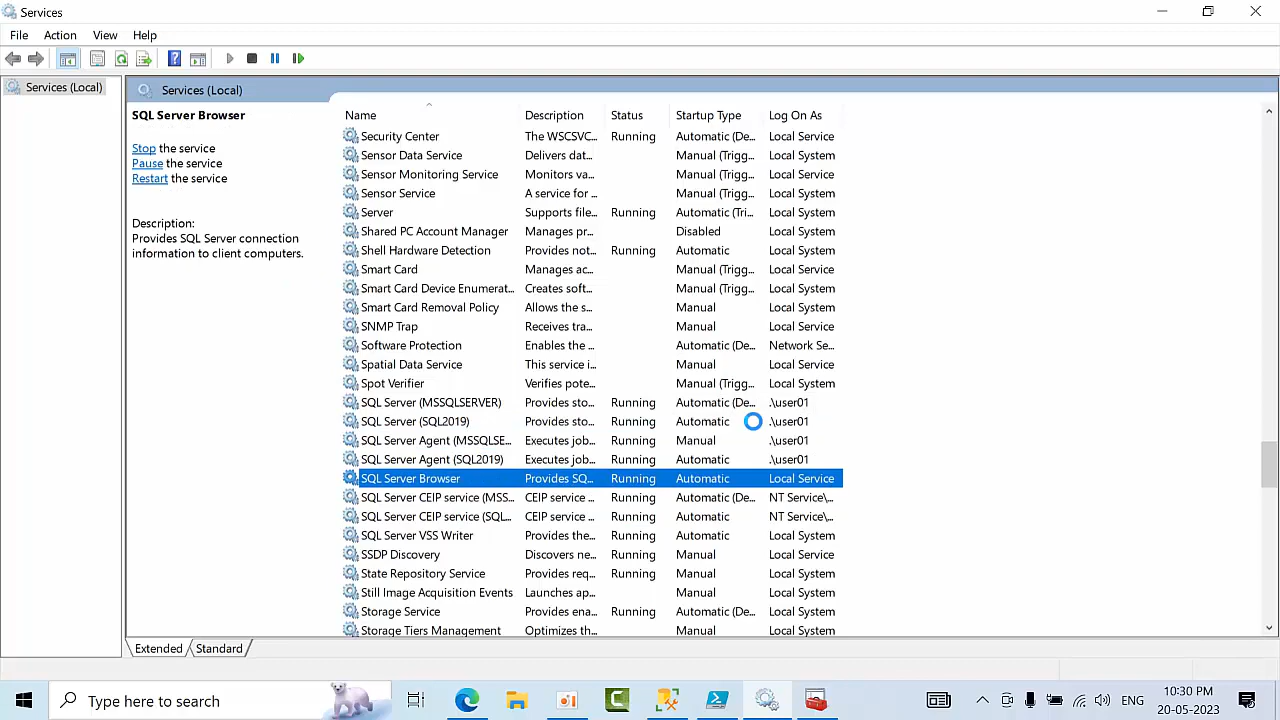 Services
File Action View Help
Services (Local)
Services (Local)
SQL Server Browser
Stop the service
Pause the service
Restart the service
Description:
Provides SQL Server connection
information to client computers.
Name Description Status Startup Type Log On As
Security Center The WSCSVC... Running Automatic (De... Local Service
Sensor Data Service Delivers dat... Manual (Trigg... Local System
Sensor Monitoring Service Monitors va... Manual (Trigg... Local Service
Sensor Service A service for ... Manual (Trigg... Local System
Server Supports file... Running Automatic (Tri... Local System
Shared PC Account Manager Manages pr... Disabled Local System
Shell Hardware Detection Provides not... Running Automatic Local System
Smart Card Manages ac... Manual (Trigg... Local Service
Smart Card Device Enumerat... Creates soft... Manual (Trigg... Local System
Smart Card Removal Policy Allows the s... Manual Local System
SNMP Trap Receives tra... Manual Local Service
Software Protection Enables the ... Automatic (De... Network Se...
Spatial Data Service This service i... Manual Local Service
Spot Verifier Verifies pote... Manual (Trigg... Local System
SQL Server (MSSQLSERVER) Provides sto... Running Automatic (De... .\user01
SQL Server (SQL2019) Provides sto... Running Automatic .\user01
SQL Server Agent (MSSQLSE... Executes job... Running Manual .\user01
SQL Server Agent (SQL2019) Executes job... Running Automatic .\user01
SQL Server Browser Provides SQ... Running Automatic Local Service
SQL Server CEIP service (MSS... CEIP service ... Running Automatic (De... NT Service\...
SQL Server CEIP service (SQL... CEIP service ... Running Automatic NT Service\...
SQL Server VSS Writer Provides the... Running Automatic Local System
SSDP Discovery Discovers ne... Running Manual Local Service
State Repository Service Provides req... Running Manual Local System
Still Image Acquisition Events Launches ap... Manual Local System
Storage Service Provides ena... Running Automatic (De... Local System
Storage Tiers Management Optimizes th... Manual Local System
Extended Standard
Type here to search
ENG
10:30 PM
20-05-2023